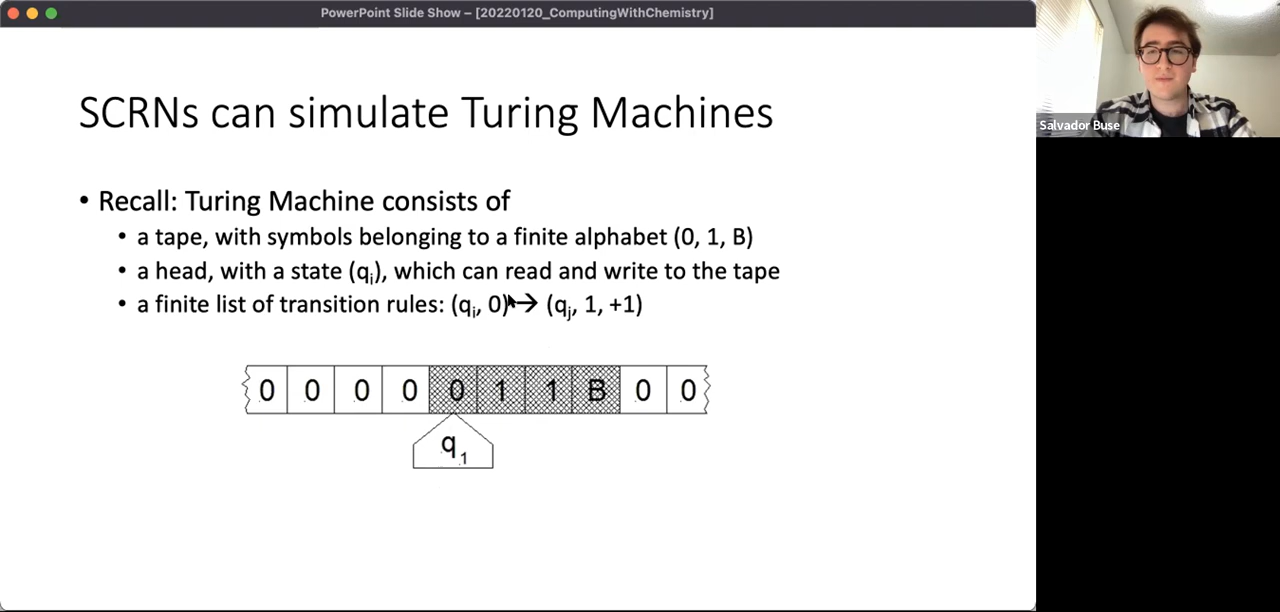 PowerPoint Slide Show – [20220120_ComputingWithChemistry]
SCRNs can simulate Turing Machines
• Recall: Turing Machine consists of
• a tape, with symbols belonging to a finite alphabet (0, 1, B)
• a head, with a state (qᵢ), which can read and write to the tape
• a finite list of transition rules: (qᵢ, 0) → (qⱼ, 1, +1)
0 0 0 0 0 1 1 B 0 0
q₁
Salvador Buse